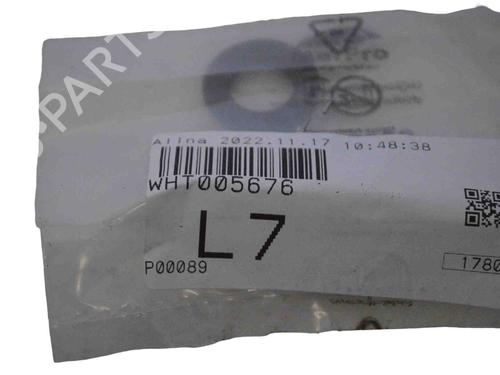 B-PARTS
Alina 2022.11.17 10:48:38
WHT005676
L7
P00089
1780